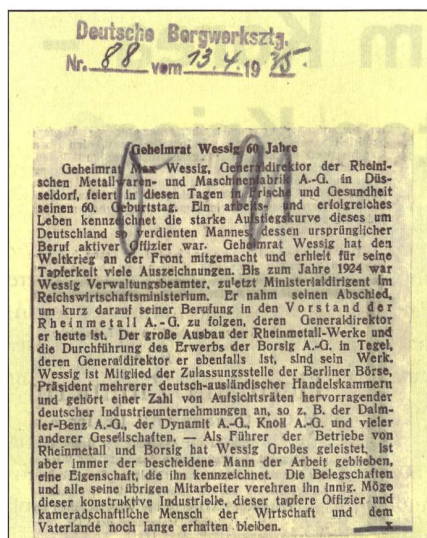 Deutsche Bergwerksztg.
Nr. 88 vom 13.4.19
Geheimrat Wessig 60 Jahre
Geheimrat Max Wessig, Generaldirektor der Rheini-
schen Metallwaren- und Maschinenfabrik A.-G. in Düs-
seldorf, feiert in diesen Tagen in Frische und Gesundheit
seinen 60. Geburtstag. Ein arbeits- und erfolgreiches
Leben kennzeichnet die starke Aufstiegskurve dieses um
Deutschland so verdienten Mannes, dessen ursprünglicher
Beruf aktiver Offizier war. Geheimrat Wessig hat den
Weltkrieg an der Front mitgemacht und erhielt für seine
Tapferkeit viele Auszeichnungen. Bis zum Jahre 1924 war
Wessig Verwaltungsbeamter, zuletzt Ministerialdirigent im
Reichswirtschaftsministerium. Er nahm seinen Abschied,
um kurz darauf seiner Berufung in den Vorstand der
Rheinmetall A.-G. zu folgen, deren Generaldirektor
er heute ist. Der große Ausbau der Rheinmetall-Werke und
die Durchführung des Erwerbs der Borsig A.-G. in Tegel,
deren Generaldirektor er ebenfalls ist, sind sein Werk.
Wessig ist Mitglied der Zulassungsstelle der Berliner Börse,
Präsident mehrerer deutsch-ausländischer Handelskammern
und gehört einer Zahl von Aufsichtsräten hervorragender
deutscher Industrieunternehmungen an, so z. B. der Daim-
ler-Benz A.-G., der Dynamit A.-G., Knoll A.-G. und vieler
anderer Gesellschaften. — Als Führer der Betriebe von
Rheinmetall und Borsig hat Wessig Großes geleistet, ist
aber immer der bescheidene Mann der Arbeit geblieben,
eine Eigenschaft, die ihn kennzeichnet. Die Belegschaften
und alle seine übrigen Mitarbeiter verehren ihn innig. Möge
dieser konstruktive Industrielle, dieser tapfere Offizier und
kameradschaftliche Mensch der Wirtschaft und dem
Vaterlande noch lange erhalten bleiben.